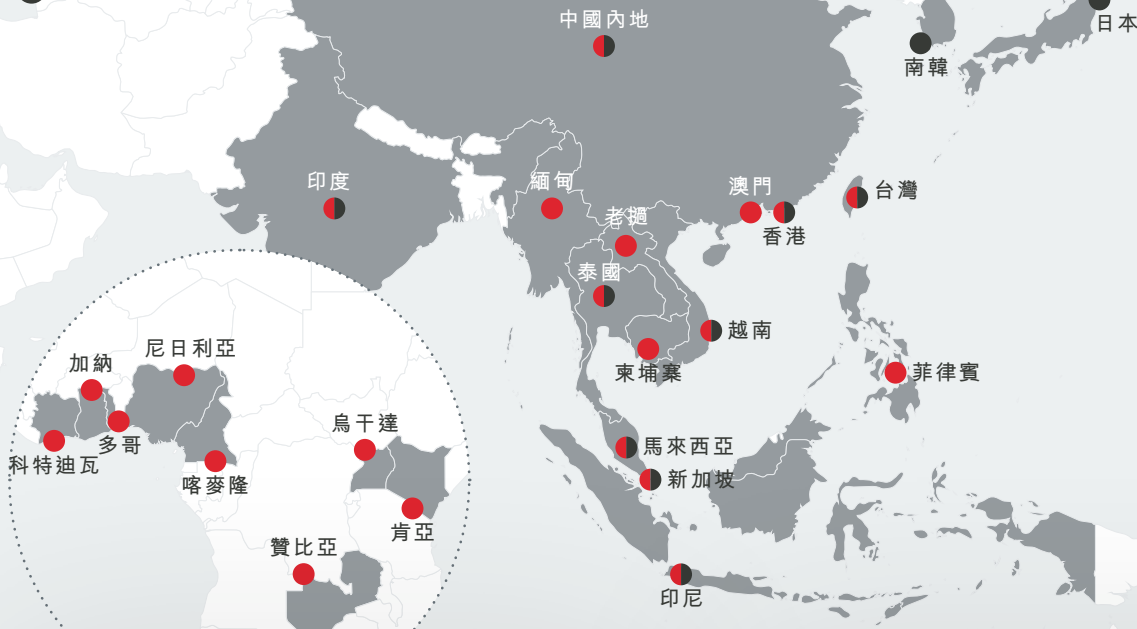 中國內地
日本
南韓
印度
緬甸
澳門
台灣
老撾
香港
泰國
越南
尼日利亞
加納
柬埔寨
菲律賓
烏干達
多哥
馬來西亞
科特迪瓦
新加坡
喀麥隆
肯亞
贊比亞
印尼